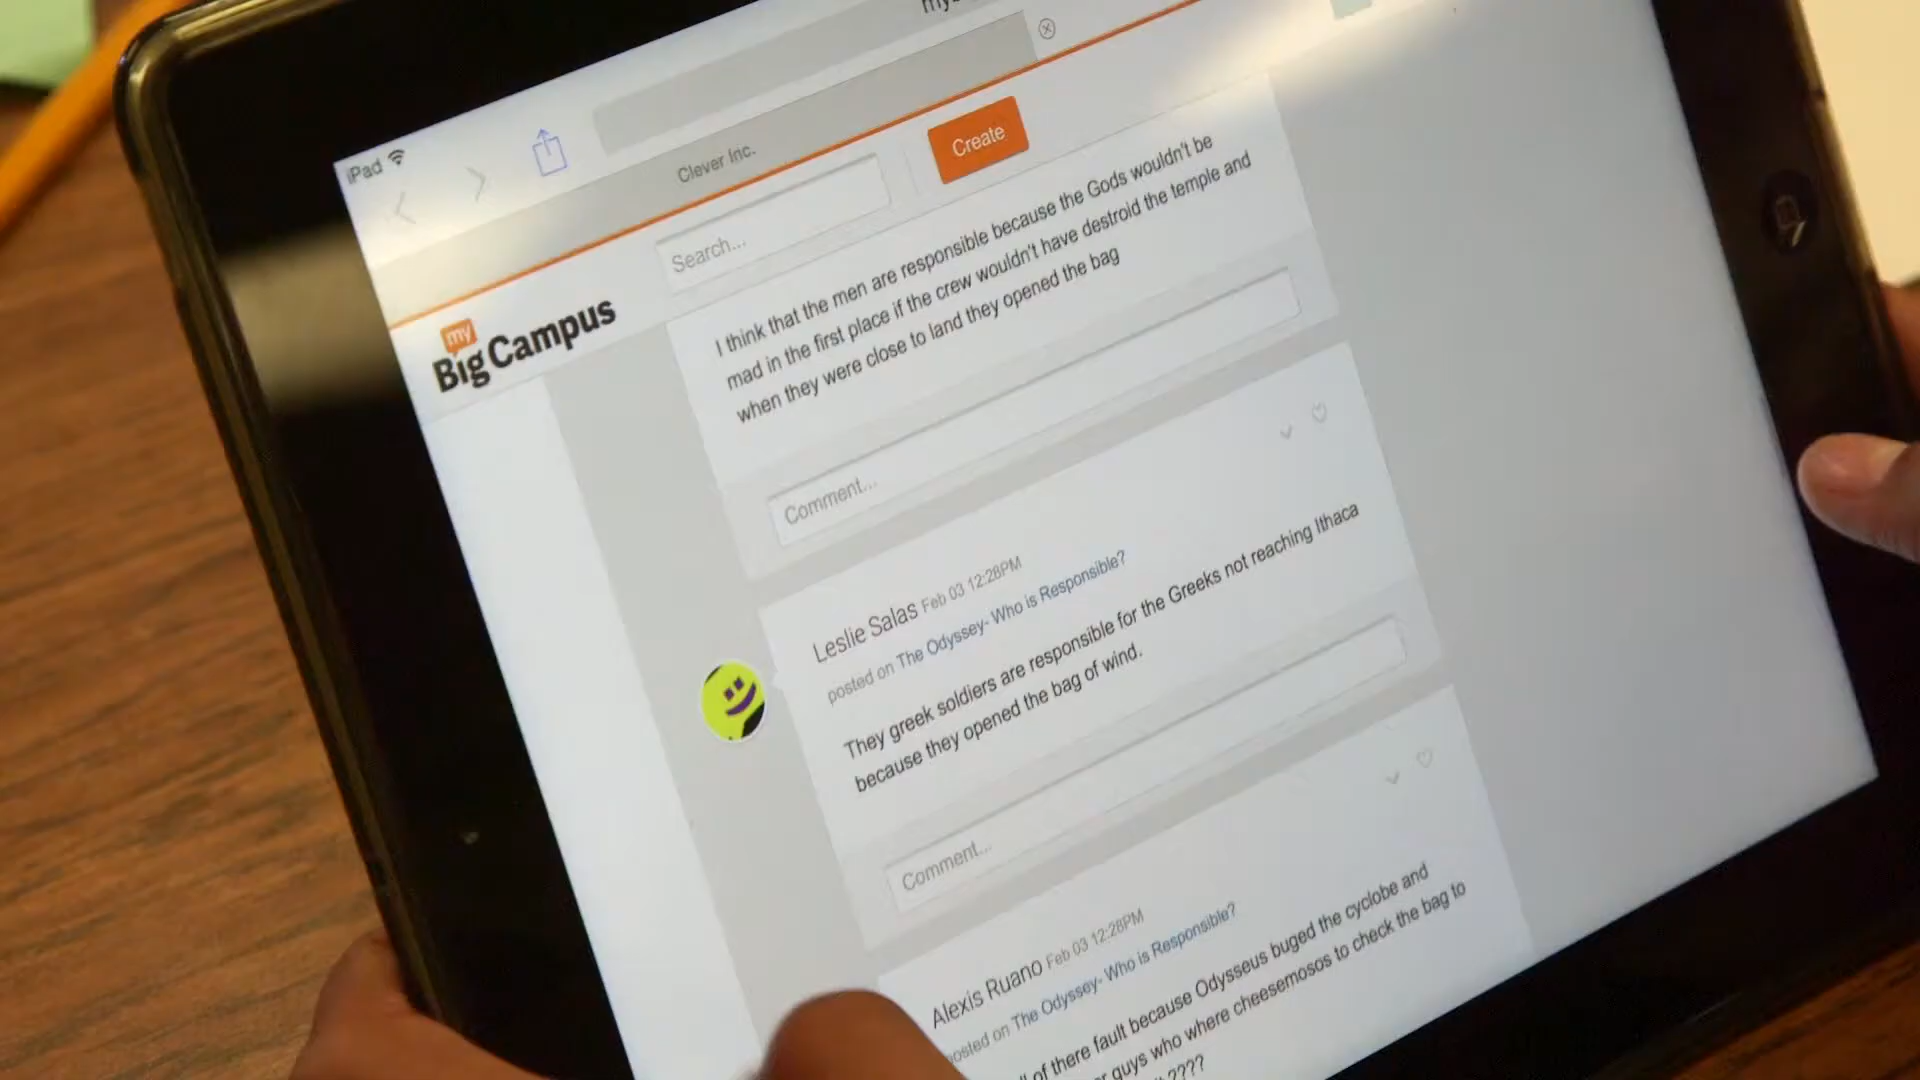 iPad
Clever Inc.
my
BigCampus
Search...
Create
I think that the men are responsible because the Gods wouldn't be
mad in the first place if the crew wouldn't have destroid the temple and
when they were close to land they opened the bag
Comment...
Leslie Salas Feb 03 12:28PM
posted on The Odyssey- Who is Responsible?
They greek soldiers are responsible for the Greeks not reaching Ithaca
because they opened the bag of wind.
Comment...
Alexis Ruano Feb 03 12:28PM
posted on The Odyssey- Who is Responsible?
of there fault because Odysseus buged the cyclobe and
guys who where cheesemosos to check the bag to
????